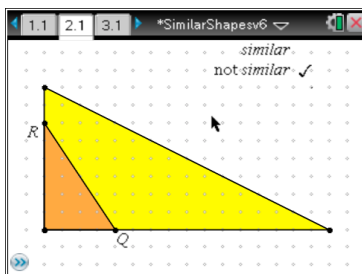 1.1 2.1 3.1 *SimilarShapesv6
similar
not similar ✓
R
Q